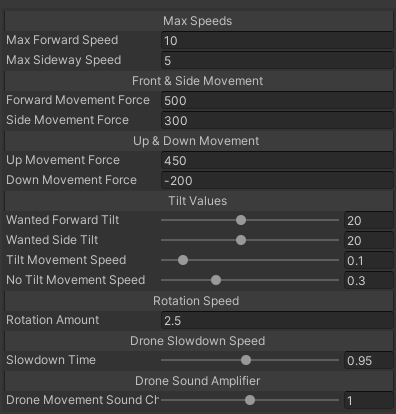 Max Speeds
Max Forward Speed 10
Max Sideway Speed 5
Front & Side Movement
Forward Movement Force 500
Side Movement Force 300
Up & Down Movement
Up Movement Force 450
Down Movement Force -200
Tilt Values
Wanted Forward Tilt 20
Wanted Side Tilt 20
Tilt Movement Speed 0.1
No Tilt Movement Speed 0.3
Rotation Speed
Rotation Amount 2.5
Drone Slowdown Speed
Slowdown Time 0.95
Drone Sound Amplifier
Drone Movement Sound Ch 1